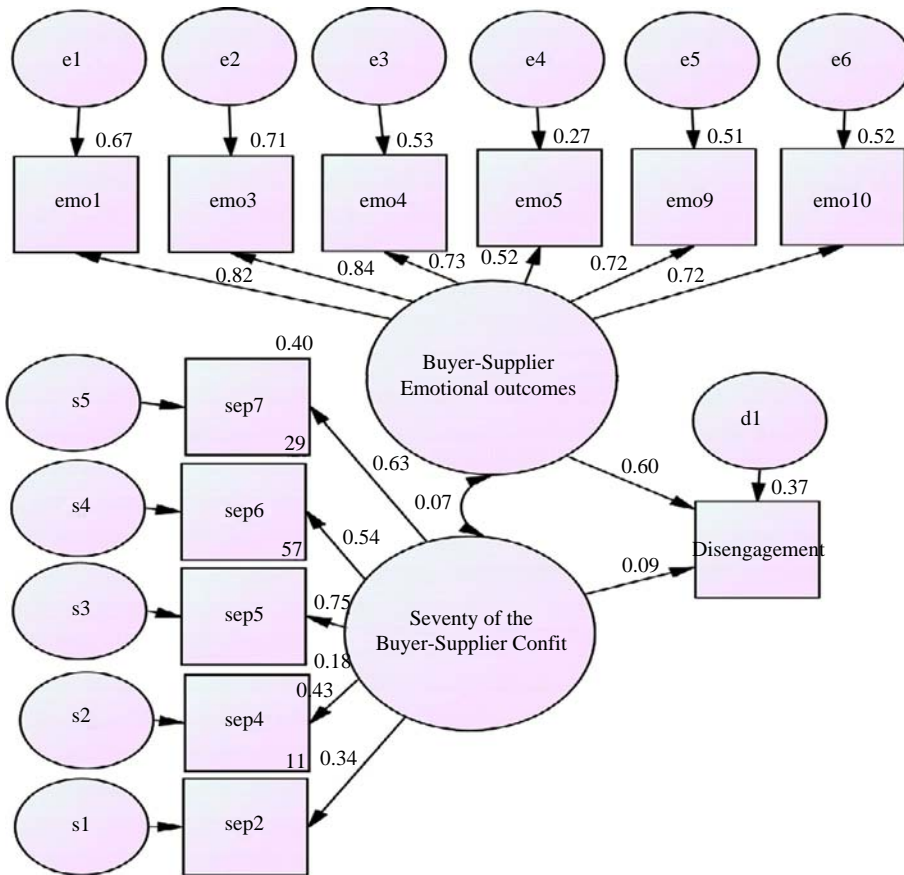 e1
e2
e3
e4
e5
e6
0.67
0.71
0.53
0.27
0.51
0.52
emo1
emo3
emo4
emo5
emo9
emo10
0.82
0.84
0.73
0.52
0.72
0.72
Buyer-Supplier
Emotional outcomes
0.40
s5
sep7
29
0.63
d1
0.60
0.37
s4
sep6
57
0.54
0.07
Disengagement
0.09
s3
sep5
0.75
Seventy of the
Buyer-Supplier Confit
0.18
0.43
s2
sep4
11
0.34
s1
sep2